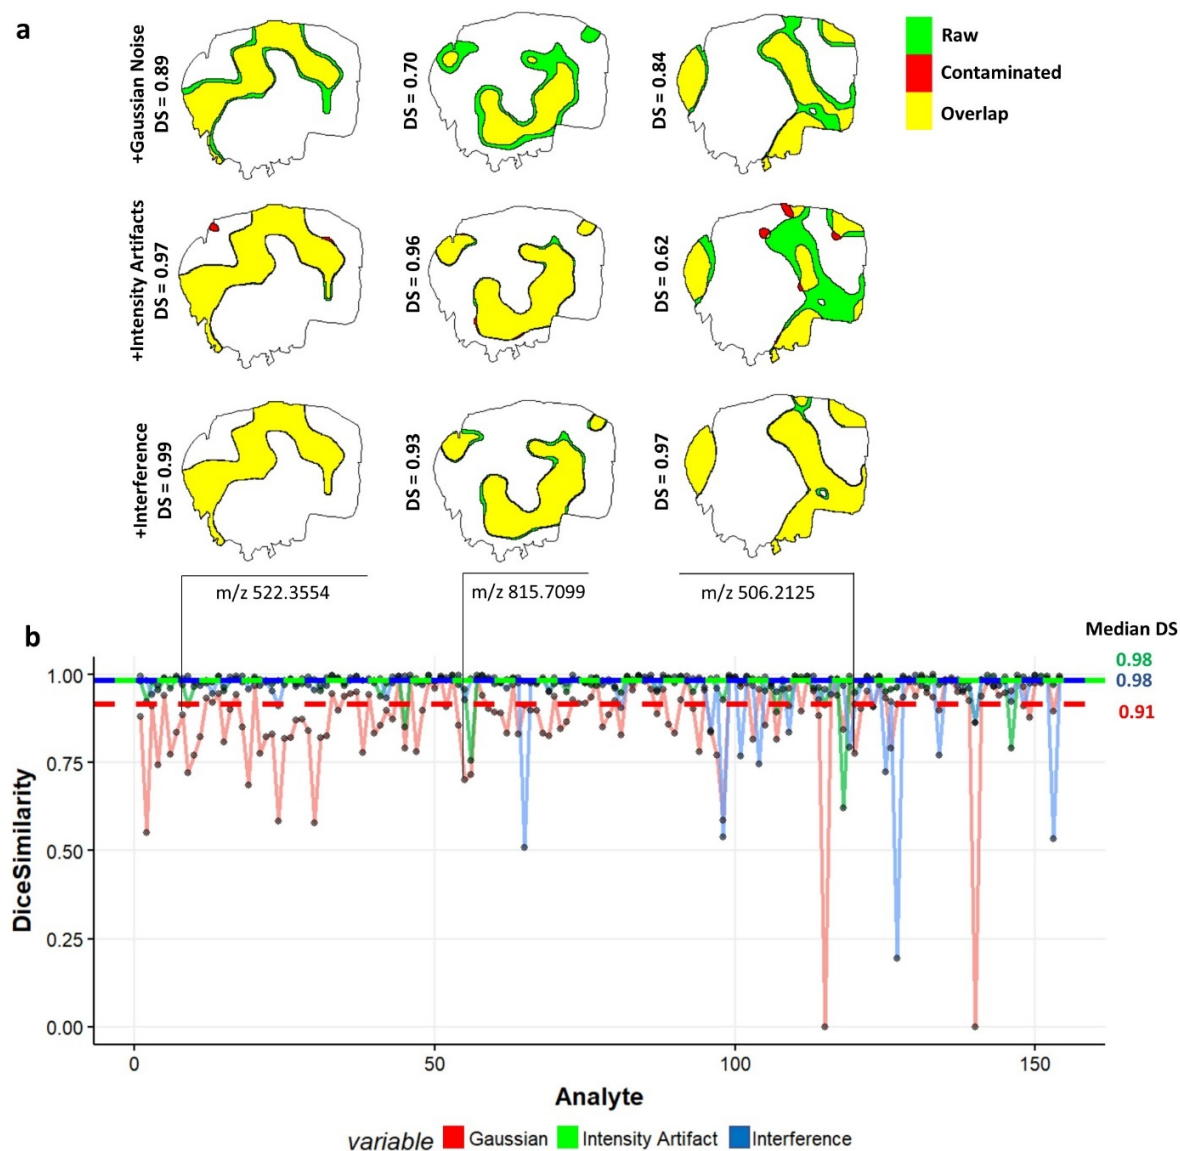 a
+Gaussian Noise
DS = 0.89
DS = 0.70
DS = 0.84
Raw
Contaminated
Overlap
+Intensity Artifacts
DS = 0.97
DS = 0.96
DS = 0.62
+Interference
DS = 0.99
DS = 0.93
DS = 0.97
m/z 522.3554
m/z 815.7099
m/z 506.2125
b
Median DS
0.98
0.98
0.91
DiceSimilarity
1.00
0.75
0.50
0.25
0.00
0
50
100
150
Analyte
variable Gaussian Intensity Artifact Interference